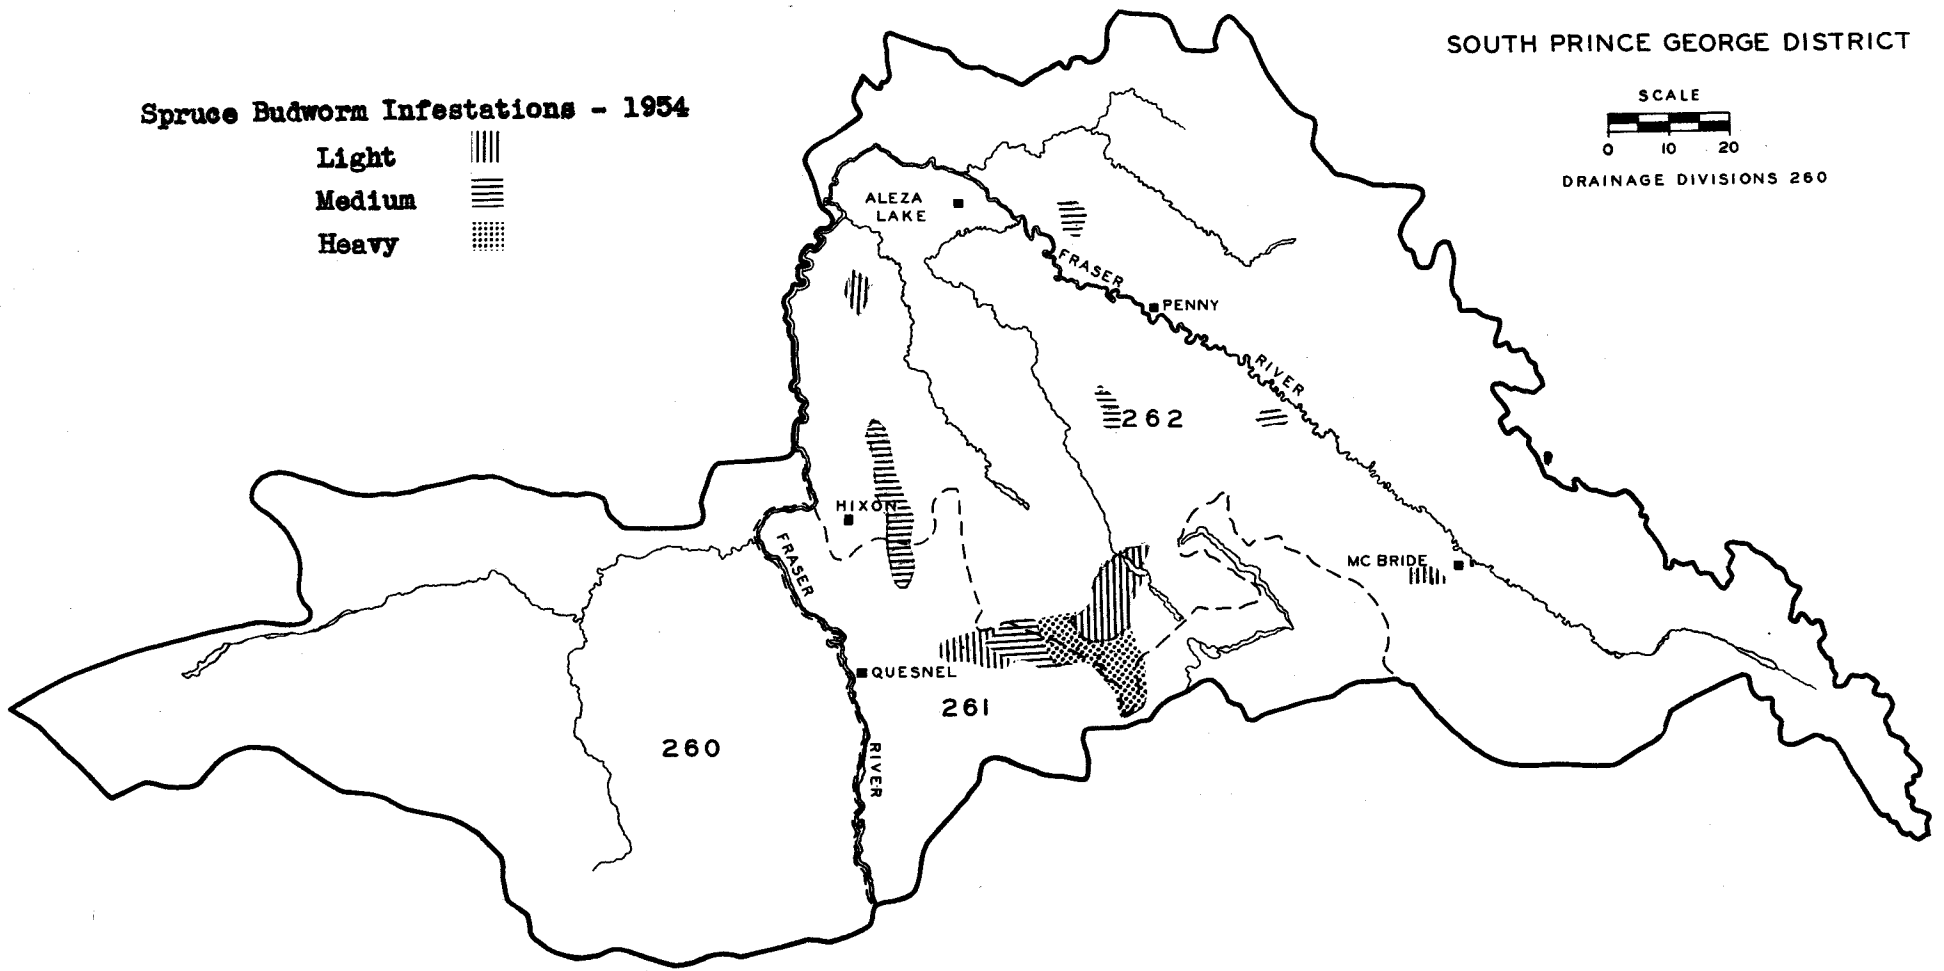 SOUTH PRINCE GEORGE DISTRICT
Spruce Budworm Infestations - 1954
Light
Medium
Heavy
SCALE
0 10 20
DRAINAGE DIVISIONS 260
ALEZA
LAKE
FRASER
PENNY
RIVER
262
HIXON
FRASER
MC BRIDE
QUESNEL
261
260
RIVER